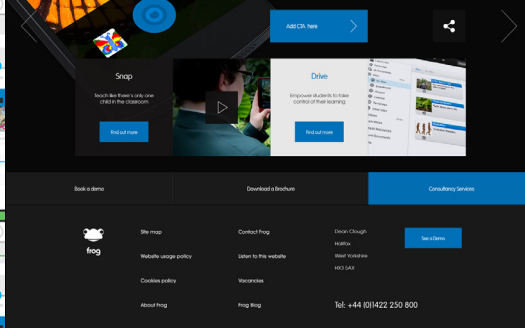 Add CTA here
Snap
Teach like there's only one
child in the classroom
Find out more
Drive
Empower students to take
control of their learning
Find out more
Book a demo
Download a Brochure
Consultancy Services
frog
Site map
Website usage policy
Cookies policy
About Frog
Contact Frog
Listen to this website
Vacancies
Frog Blog
Dean Clough
Halifax
West Yorkshire
HX3 5AX
Tel: +44 (0)1422 250 800
See a Demo